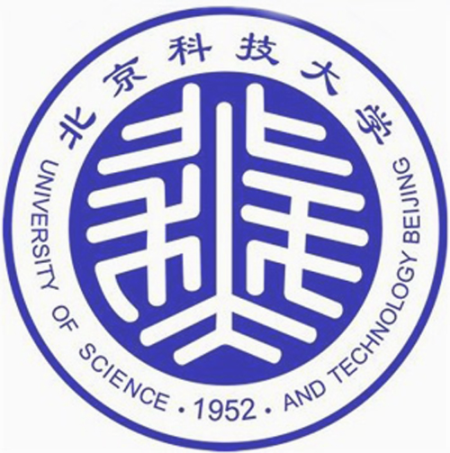 北京科技大学
UNIVERSITY OF SCIENCE AND TECHNOLOGY BEIJING
·1952·